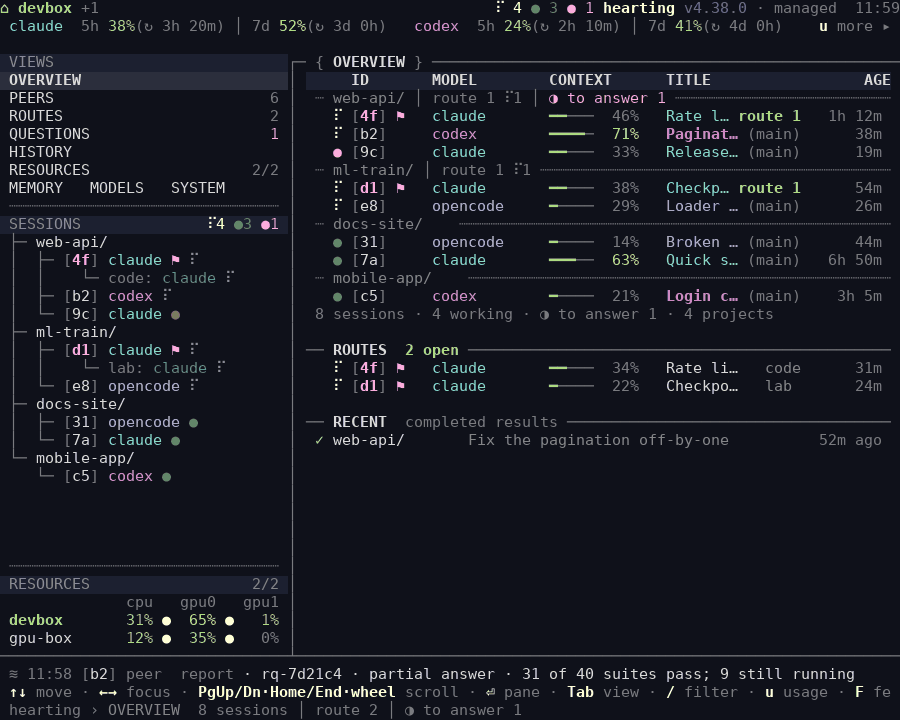 ⌂ devbox +1 ⠏ 4 ● 3 ● 1 hearting v4.38.0 · managed 11:59
claude 5h 38%(↻ 3h 20m) │ 7d 52%(↻ 3d 0h) codex 5h 24%(↻ 2h 10m) │ 7d 41%(↻ 4d 0h) u more ▸
VIEWS
OVERVIEW
PEERS 6
ROUTES 2
QUESTIONS 1
HISTORY
RESOURCES 2/2
MEMORY MODELS SYSTEM
SESSIONS ⠏4 ●3 ●1
├─ web-api/
│ ├─ [4f] claude ⚑ ⠏
│ │ └─ code: claude ⠏
│ ├─ [b2] codex ⠏
│ └─ [9c] claude ●
├─ ml-train/
│ ├─ [d1] claude ⚑ ⠏
│ │ └─ lab: claude ⠏
│ └─ [e8] opencode ⠏
├─ docs-site/
│ ├─ [31] opencode ●
│ └─ [7a] claude ●
└─ mobile-app/
└─ [c5] codex ●
RESOURCES 2/2
cpu gpu0 gpu1
devbox 31% ● 65% ● 1%
gpu-box 12% ● 35% ● 0%
{ OVERVIEW }
ID MODEL CONTEXT TITLE AGE
web-api/ │ route 1 ⠏1 │ ◑ to answer 1
⠏ [4f] ⚑ claude 46% Rate l… route 1 1h 12m
⠏ [b2] codex 71% Paginat… (main) 38m
● [9c] claude 33% Release… (main) 19m
ml-train/ │ route 1 ⠏1
⠏ [d1] ⚑ claude 38% Checkp… route 1 54m
⠏ [e8] opencode 29% Loader … (main) 26m
docs-site/
● [31] opencode 14% Broken … (main) 44m
● [7a] claude 63% Quick s… (main) 6h 50m
mobile-app/
● [c5] codex 21% Login c… (main) 3h 5m
8 sessions · 4 working · ◑ to answer 1 · 4 projects
ROUTES 2 open
⠏ [4f] ⚑ claude 34% Rate li… code 31m
⠏ [d1] ⚑ claude 22% Checkpo… lab 24m
RECENT completed results
✓ web-api/ Fix the pagination off-by-one 52m ago
≋ 11:58 [b2] peer report · rq-7d21c4 · partial answer · 31 of 40 suites pass; 9 still running
↑↓ move · ←→ focus · PgUp/Dn·Home/End·wheel scroll · ⏎ pane · Tab view · / filter · u usage · F fe
hearting › OVERVIEW 8 sessions │ route 2 │ ◑ to answer 1